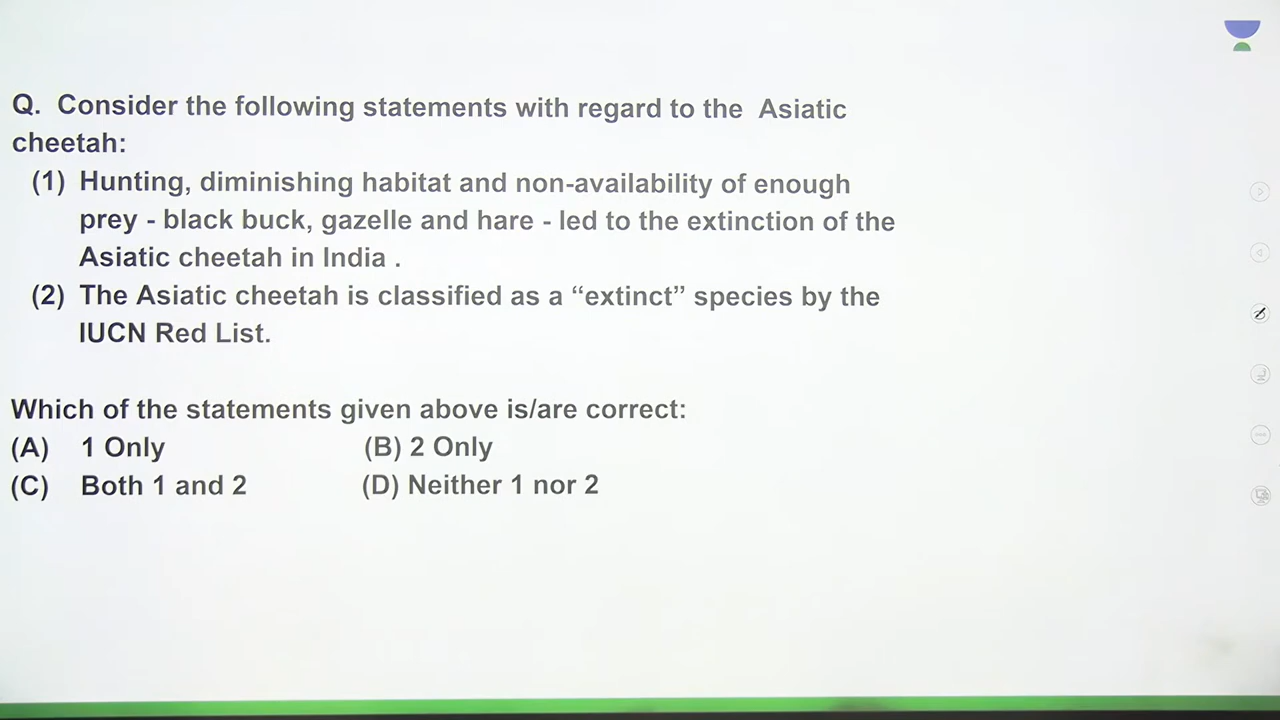 Q. Consider the following statements with regard to the Asiatic
cheetah:
(1) Hunting, diminishing habitat and non-availability of enough
prey - black buck, gazelle and hare - led to the extinction of the
Asiatic cheetah in India .
(2) The Asiatic cheetah is classified as a “extinct” species by the
IUCN Red List.
Which of the statements given above is/are correct:
(A) 1 Only (B) 2 Only
(C) Both 1 and 2 (D) Neither 1 nor 2